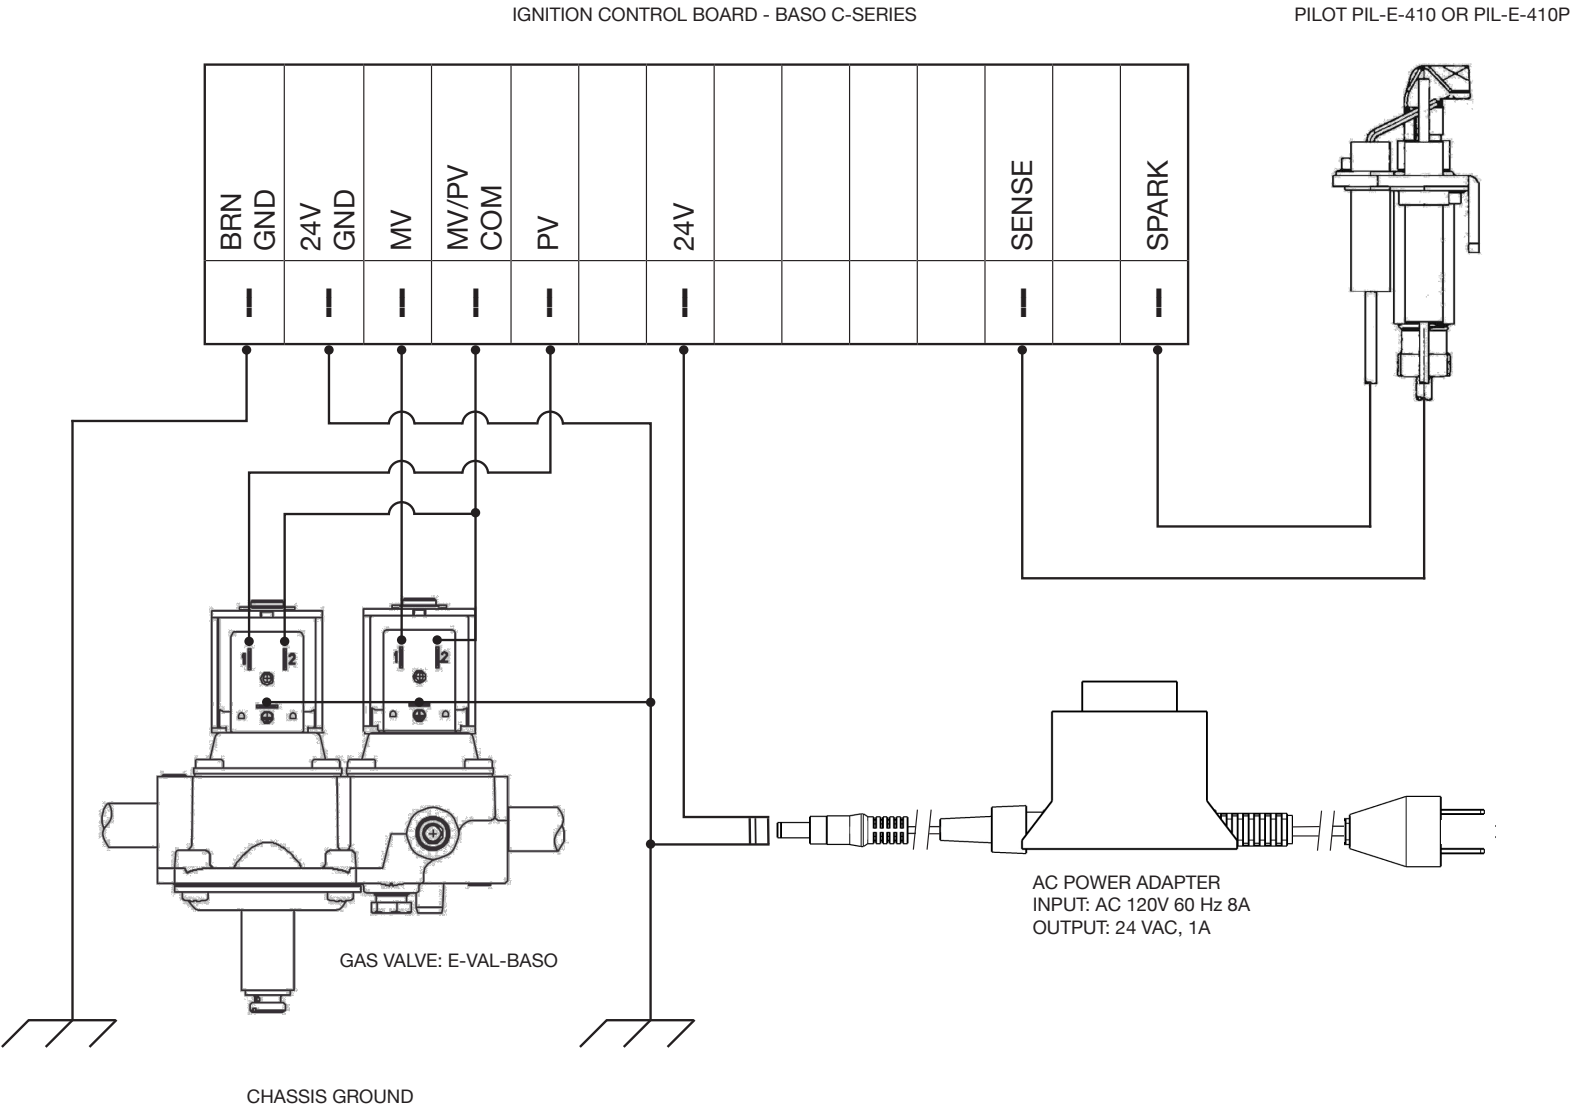 IGNITION CONTROL BOARD - BASO C-SERIES
PILOT PIL-E-410 OR PIL-E-410P
BRN
GND
24V
GND
MV
MV/PV
COM
PV
24V
SENSE
SPARK
1
2
1
2
AC POWER ADAPTER
INPUT: AC 120V 60 Hz 8A
OUTPUT: 24 VAC, 1A
GAS VALVE: E-VAL-BASO
CHASSIS GROUND